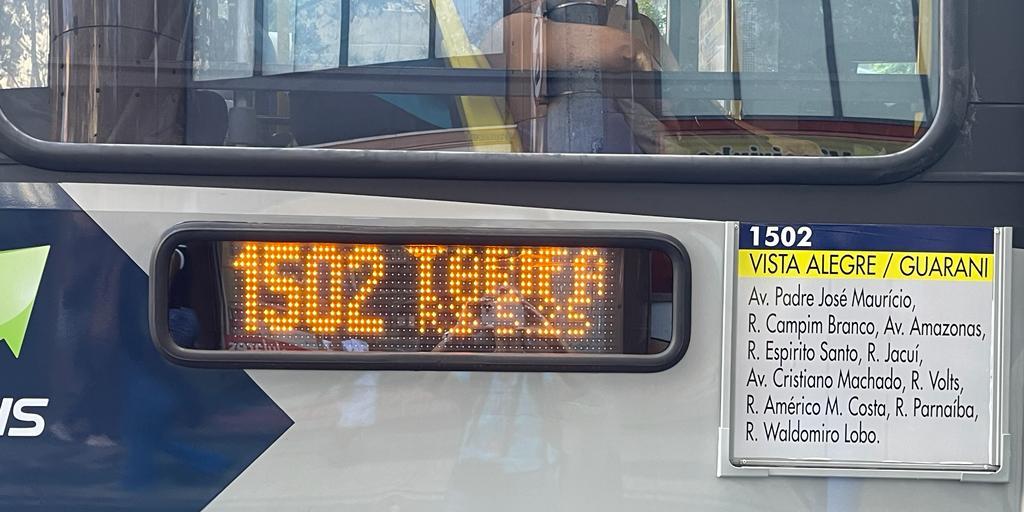 1502
1502
VISTA ALEGRE / GUARANI
Av. Padre José Maurício,
R. Campim Branco, Av. Amazonas,
R. Espirito Santo, R. Jacuí,
Av. Cristiano Machado, R. Volts,
R. Américo M. Costa, R. Parnaíba,
R. Waldomiro Lobo.